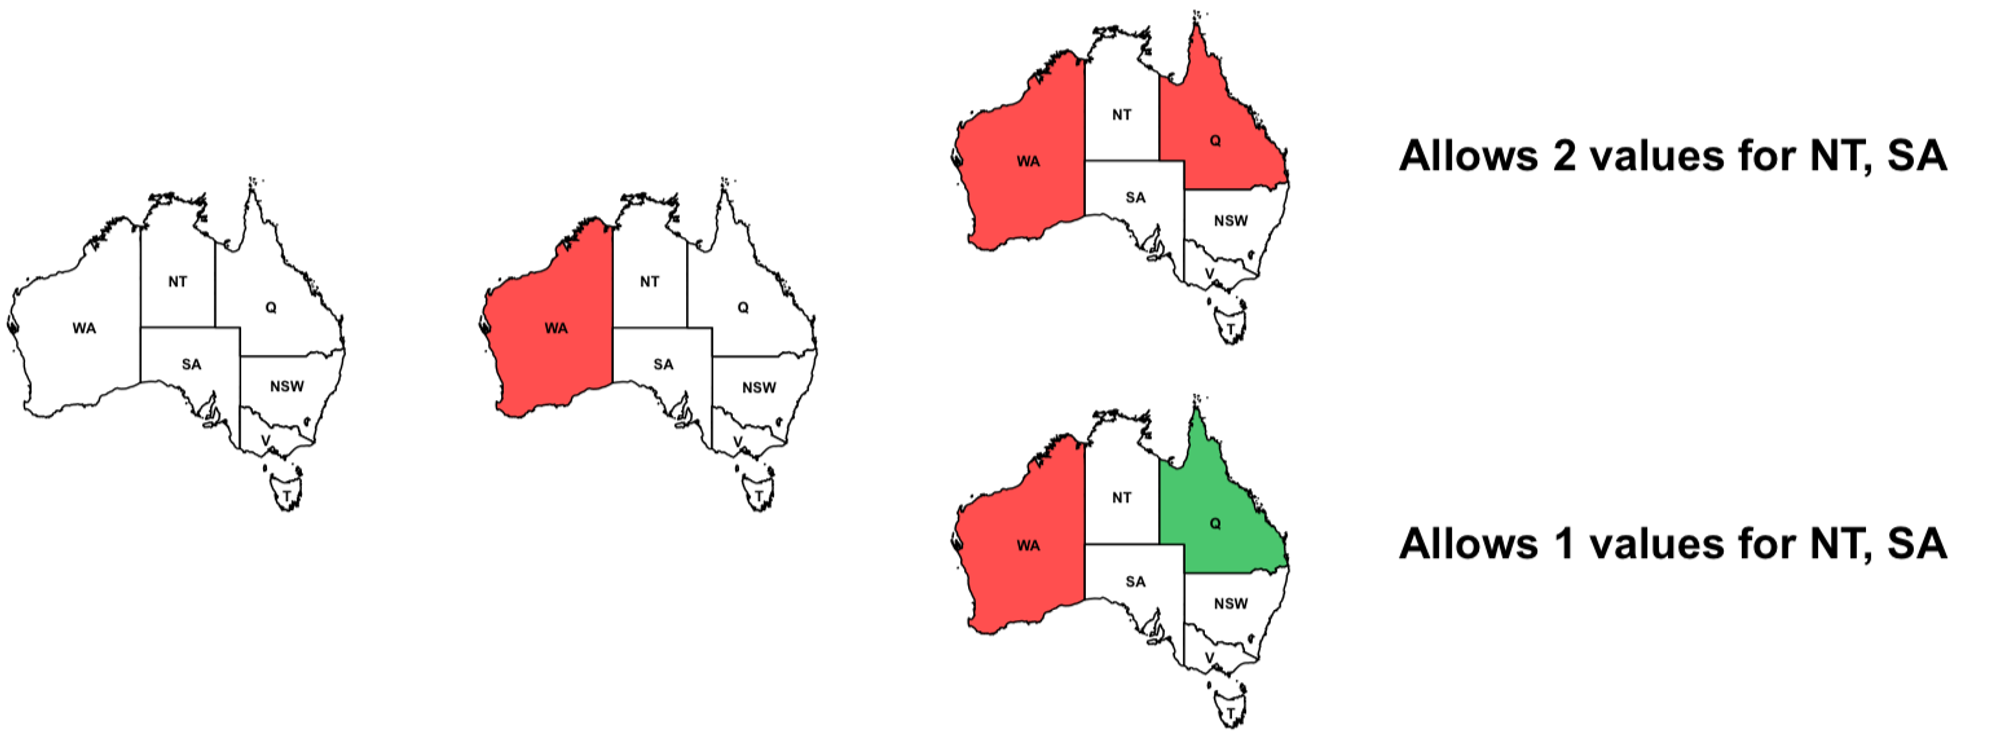 WA
NT
Q
SA
NSW
V
T
WA
NT
Q
SA
NSW
V
T
WA
NT
Q
SA
NSW
V
T
Allows 2 values for NT, SA
WA
NT
Q
SA
NSW
V
T
Allows 1 values for NT, SA